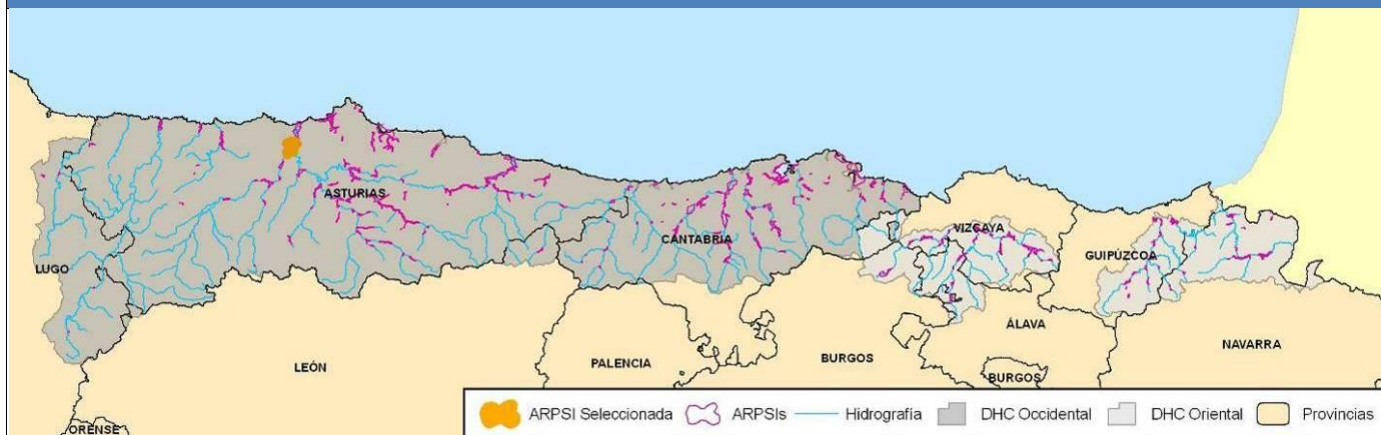 ASTURIAS
VIZCAYA
CANTABRIA
GUIPÚZCOA
LUGO
ÁLAVA
NAVARRA
BURGOS
PALENCIA
LEÓN
BURGOS
ORENSE
ARPSI Seleccionada ARPSIs Hidrografía DHC Occidental DHC Oriental Provincias